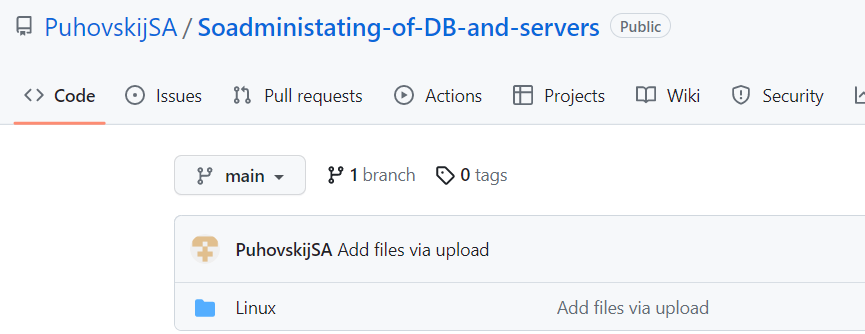 PuhovskijSA / Soadministating-of-DB-and-servers Public
Code Issues Pull requests Actions Projects Wiki Security
main 1 branch 0 tags
PuhovskijSA Add files via upload
Linux Add files via upload